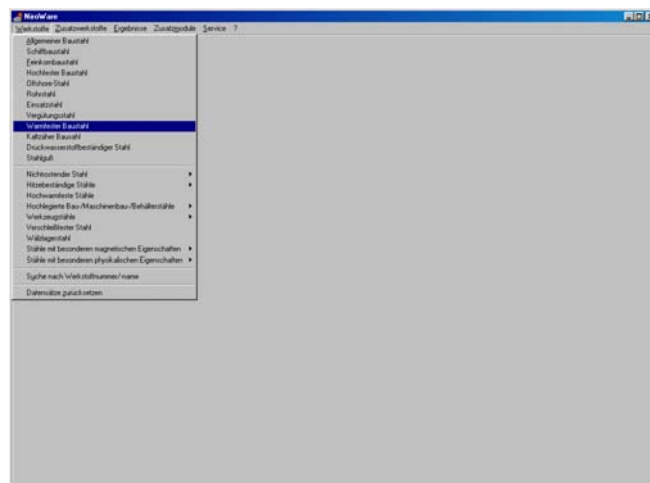 NeoWare
Werkstoffe Zusatzwerkstoffe Ergebnisse Zusatzmodule Service ?
Allgemeiner Baustahl
Schiffbaustahl
Feinkornbaustahl
Hochfester Baustahl
Offshore-Stahl
Rohrstahl
Einsatzstahl
Vergütungsstahl
Warmfester Baustahl
Kaltzäher Baustahl
Druckwasserstoffbeständiger Stahl
Stahlguß
Nichtrostender Stahl
Hitzebeständige Stähle
Hochwarmfeste Stähle
Hochlegierte Bau-/Maschinenbau-/Behälterstähle
Werkzeugstähle
Verschleißfester Stahl
Wälzlagerstahl
Stähle mit besonderen magnetischen Eigenschaften
Stähle mit besonderen physikalischen Eigenschaften
Suche nach Werkstoffnummer/-name
Datensätze zurücksetzen